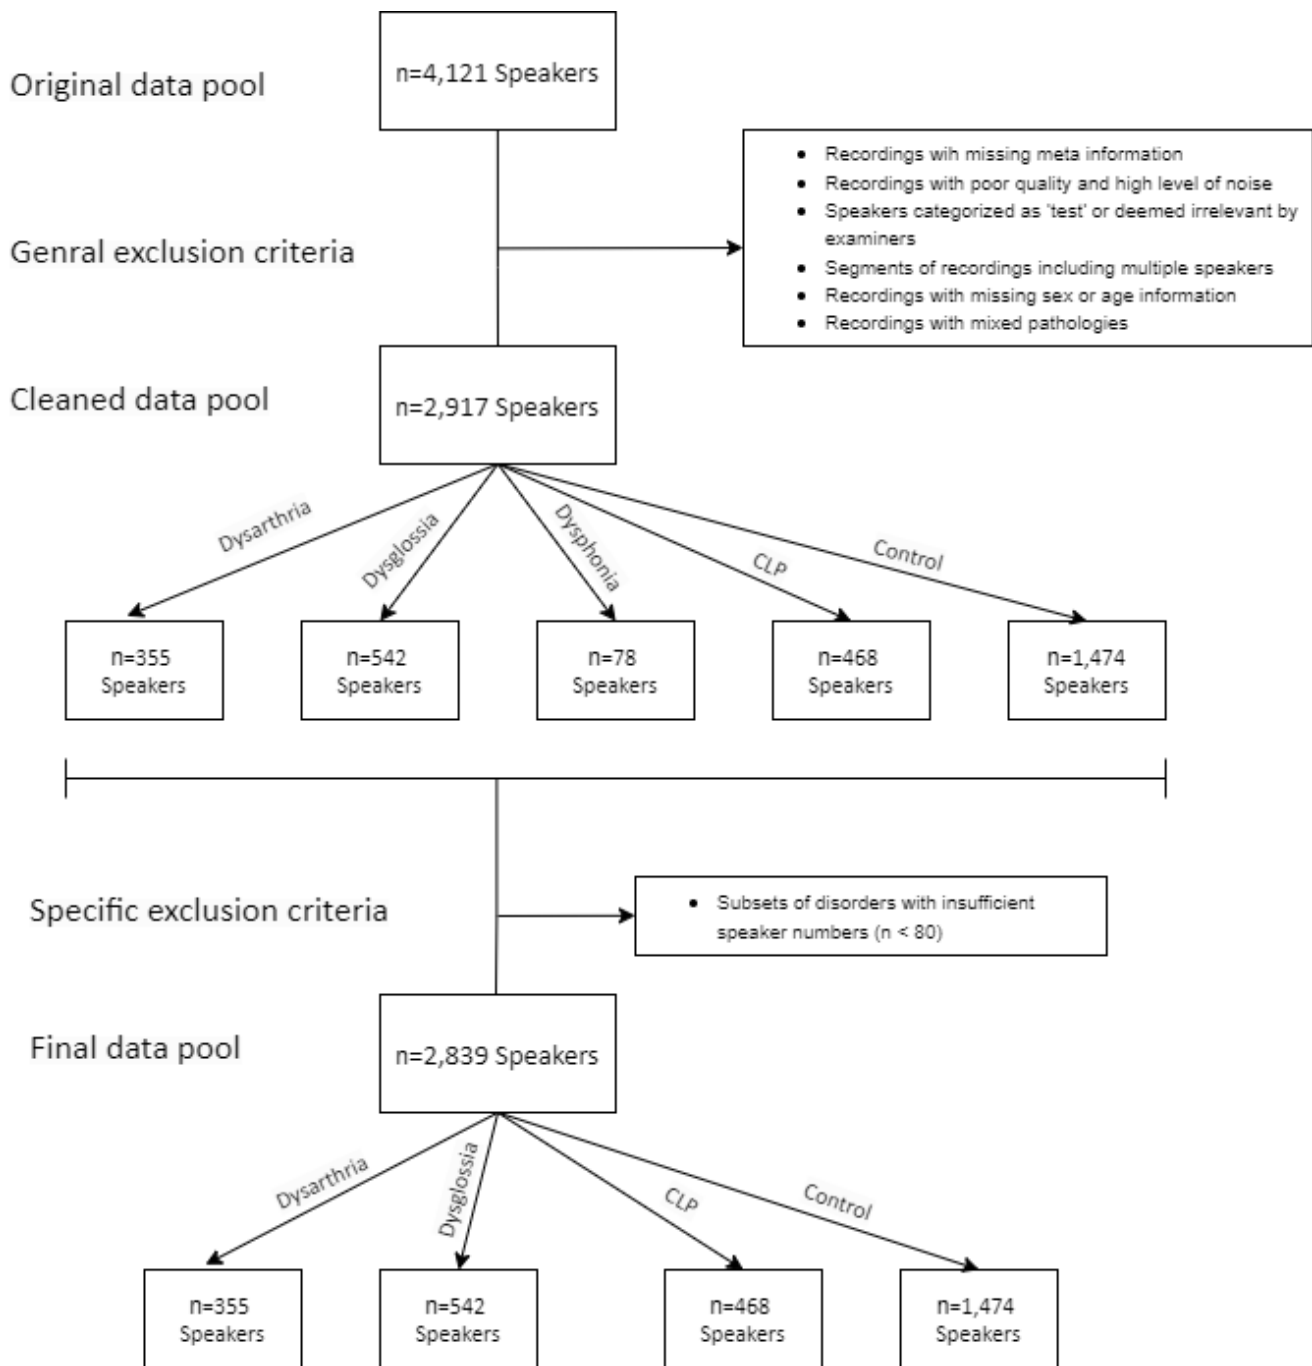 n=4,121 Speakers
Original data pool
• Recordings wih missing meta information
• Recordings with poor quality and high level of noise
• Speakers categorized as 'test' or deemed irrelevant by
examiners
• Segments of recordings including multiple speakers
• Recordings with missing sex or age information
• Recordings with mixed pathologies
Genral exclusion criteria
Cleaned data pool
n=2,917 Speakers
Dysarthria
Dysglossia
Dysphonia
CLP
Control
n=355
Speakers
n=542
Speakers
n=78
Speakers
n=468
Speakers
n=1,474
Speakers
Specific exclusion criteria
• Subsets of disorders with insufficient
speaker numbers (n < 80)
Final data pool
n=2,839 Speakers
Dysarthria
Dysglossia
CLP
Control
n=355
Speakers
n=542
Speakers
n=468
Speakers
n=1,474
Speakers